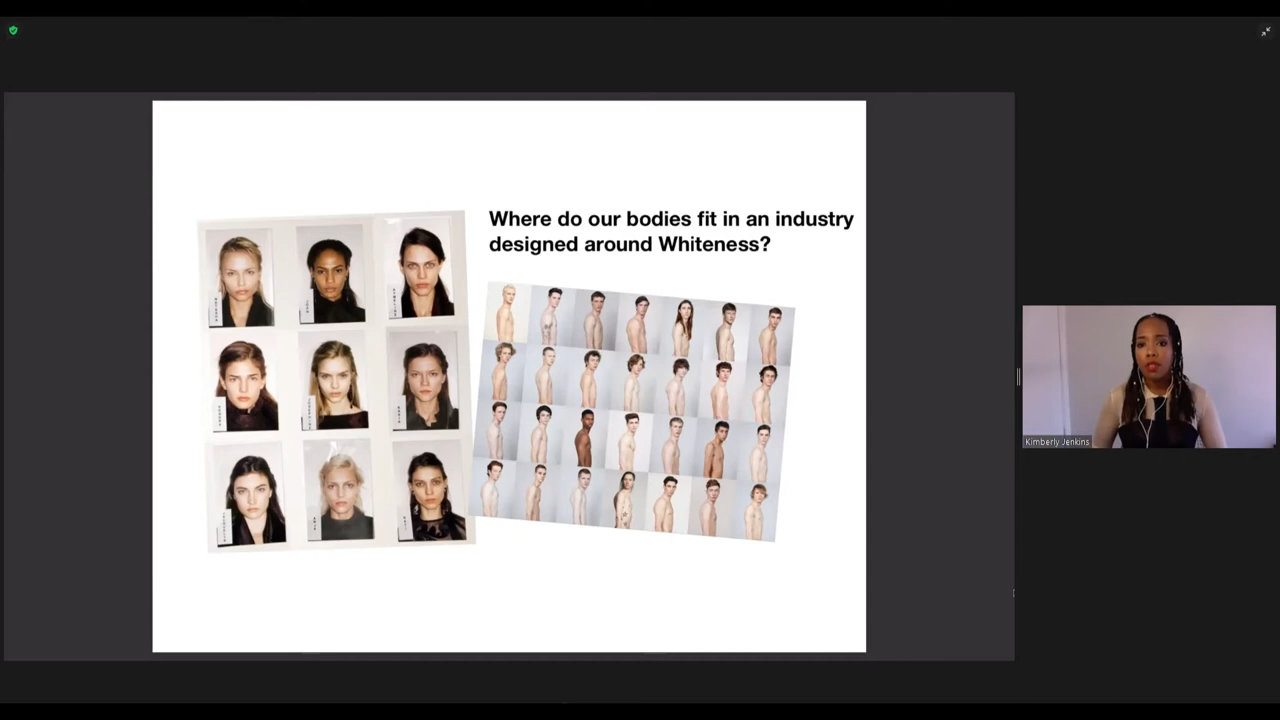 Where do our bodies fit in an industry
designed around Whiteness?
Kimberly Jenkins